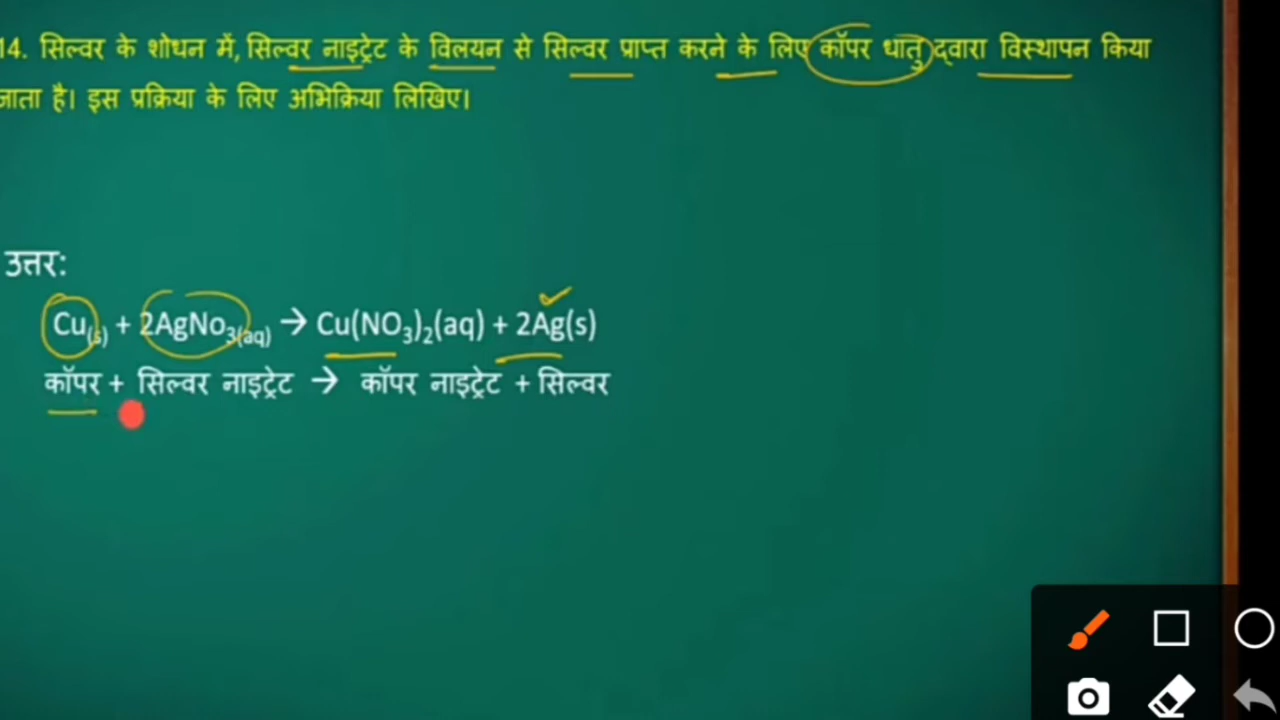 14. सिल्वर के शोधन में, सिल्वर नाइट्रेट के विलयन से सिल्वर प्राप्त करने के लिए कॉपर धातु द्वारा विस्थापन किया
जाता है। इस प्रक्रिया के लिए अभिक्रिया लिखिए।
उत्तर:
Cu(s) + 2AgNo3(aq) → Cu(NO3)2(aq) + 2Ag(s)
कॉपर + सिल्वर नाइट्रेट → कॉपर नाइट्रेट + सिल्वर